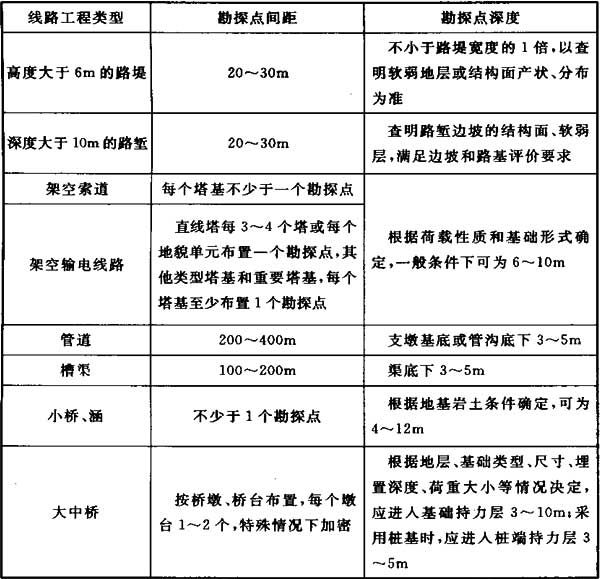 线路工程类型 勘探点间距 勘探点深度
高度大于 6m 的路堤 20～30m 不小于路堤宽度的 1 倍，以查
明软弱地层或结构面产状、分布
为准
深度大于 10m 的路堑 20～30m 查明路堑边坡的结构面、软弱
层，满足边坡和路基评价要求
架空索道 每个塔基不少于一个勘探点
架空输电线路 直线塔每 3～4 个塔或每个
地貌单元布置一个勘探点，其
他类型塔基和重要塔基，每个
塔基至少布置 1 个勘探点
根据荷载性质和基础形式确
定，一般条件下可为 6～10m
管道 200～400m 支墩基底或管沟底下 3～5m
槽渠 100～200m 渠底下 3～5m
小桥、涵 不少于 1 个勘探点 根据地基岩土条件确定，可为
4～12m
大中桥 按桥墩、桥台布置，每个墩
台 1～2 个，特殊情况下加密
根据地层、基础类型、尺寸、埋
置深度、荷重大小等情况决定，
应进人基础持力层 3～10m；采
用桩基时，应进人桩端持力层 3
～5m